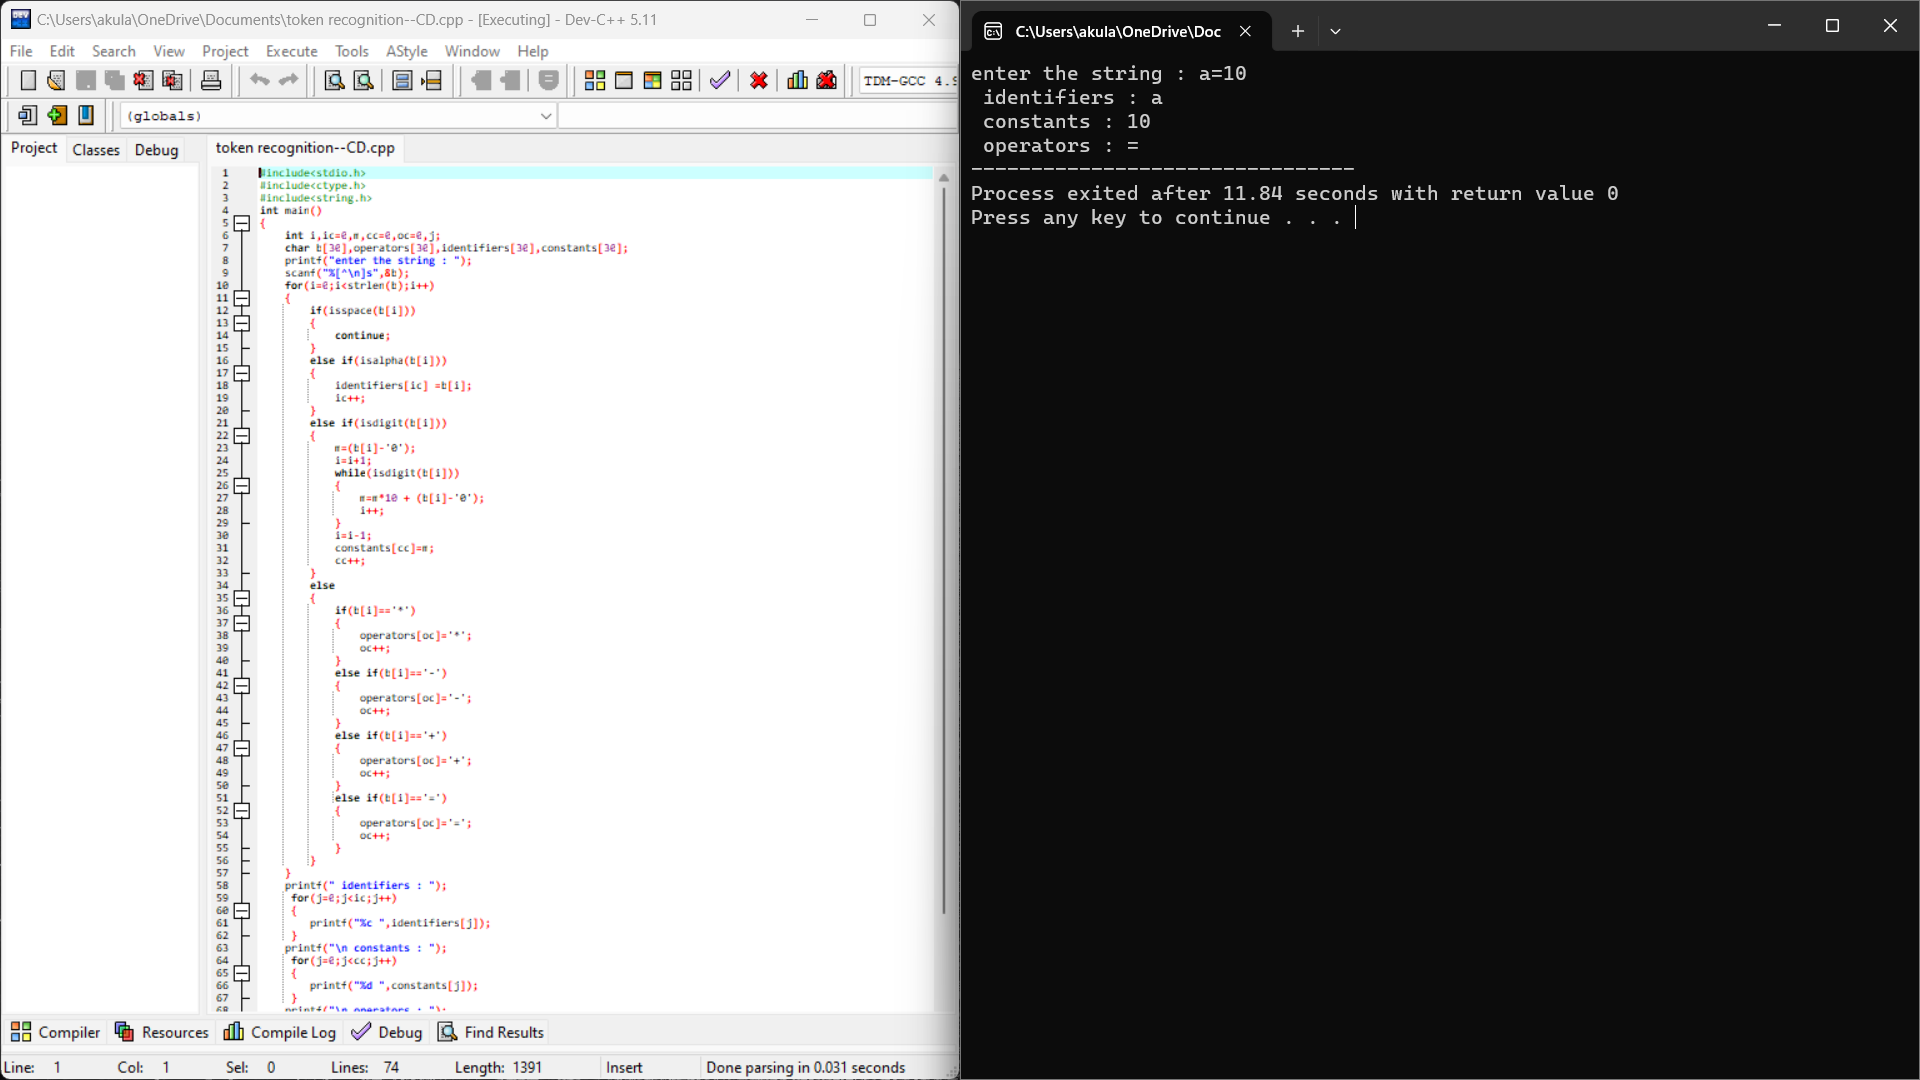 C:\Users\akula\OneDrive\Documents\token recognition--CD.cpp - [Executing] - Dev-C++ 5.11
File Edit Search View Project Execute Tools AStyle Window Help
TDM-GCC 4.9
(globals)
Project Classes Debug
token recognition--CD.cpp
1 #include<stdio.h>
2 #include<ctype.h>
3 #include<string.h>
4 int main()
5 {
6 int i,ic=0,m,cc=0,oc=0,j;
7 char b[30],operators[30],identifiers[30],constants[30];
8 printf("enter the string : ");
9 scanf("%[^\n]s",&b);
10 for(i=0;i<strlen(b);i++)
11 {
12 if(isspace(b[i]))
13 {
14 continue;
15 }
16 else if(isalpha(b[i]))
17 {
18 identifiers[ic] =b[i];
19 ic++;
20 }
21 else if(isdigit(b[i]))
22 {
23 m=(b[i]-'0');
24 i=i+1;
25 while(isdigit(b[i]))
26 {
27 m=m*10 + (b[i]-'0');
28 i++;
29 }
30 i=i-1;
31 constants[cc]=m;
32 cc++;
33 }
34 else
35 {
36 if(b[i]=='*')
37 {
38 operators[oc]='*';
39 oc++;
40 }
41 else if(b[i]=='-')
42 {
43 operators[oc]='-';
44 oc++;
45 }
46 else if(b[i]=='+')
47 {
48 operators[oc]='+';
49 oc++;
50 }
51 else if(b[i]=='=')
52 {
53 operators[oc]='=';
54 oc++;
55 }
56 }
57 }
58 printf(" identifiers : ");
59 for(j=0;j<ic;j++)
60 {
61 printf("%c ",identifiers[j]);
62 }
63 printf("\n constants : ");
64 for(j=0;j<cc;j++)
65 {
66 printf("%d ",constants[j]);
67 }
68 printf("\n operators : ");
Compiler Resources Compile Log Debug Find Results
Line: 1 Col: 1 Sel: 0 Lines: 74 Length: 1391 Insert Done parsing in 0.031 seconds
C:\Users\akula\OneDrive\Doc
enter the string : a=10
identifiers : a
constants : 10
operators : =
--------------------------------
Process exited after 11.84 seconds with return value 0
Press any key to continue . . .